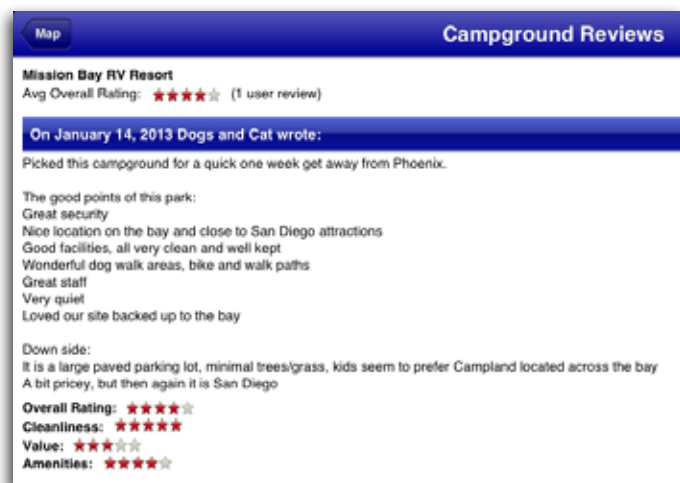 Map
Campground Reviews
Mission Bay RV Resort
Avg Overall Rating: (1 user review)
On January 14, 2013 Dogs and Cat wrote:
Picked this campground for a quick one week get away from Phoenix.
The good points of this park:
Great security
Nice location on the bay and close to San Diego attractions
Good facilities, all very clean and well kept
Wonderful dog walk areas, bike and walk paths
Great staff
Very quiet
Loved our site backed up to the bay
Down side:
It is a large paved parking lot, minimal trees/grass, kids seem to prefer Campland located across the bay
A bit pricey, but then again it is San Diego
Overall Rating:
Cleanliness:
Value:
Amenities: